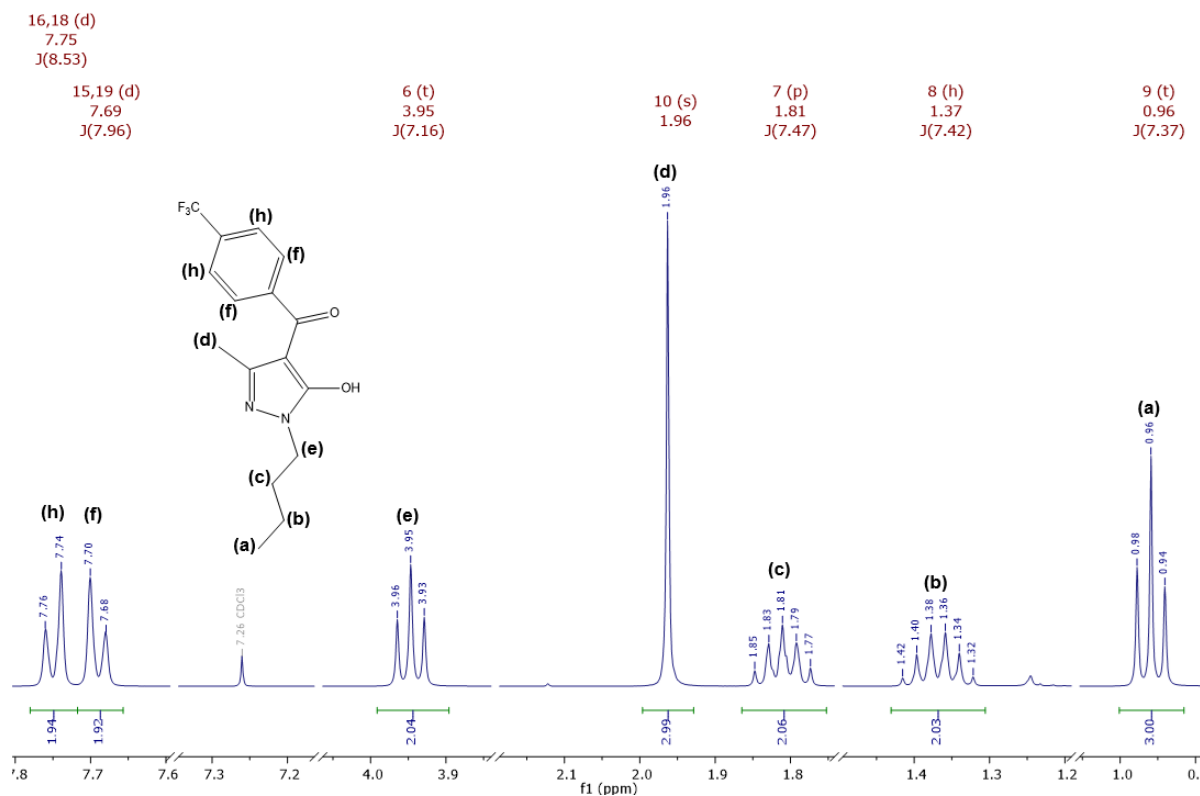 16,18 (d)
7.75
J(8.53)
15,19 (d)
7.69
J(7.96)
6 (t)
3.95
J(7.16)
10 (s)
1.96
7 (p)
1.81
J(7.47)
8 (h)
1.37
J(7.42)
9 (t)
0.96
J(7.37)
(d)
1.96
F3C
(h)
(f)
(h)
(f)
O
(d)
OH
N
N
(e)
(c)
(b)
(a)
(h)
(f)
7.76
7.74
7.70
7.68
7.26 CDCl3
(e)
3.96
3.95
3.93
(c)
1.85
1.83
1.81
1.79
1.77
(b)
1.42
1.40
1.38
1.36
1.34
1.32
(a)
0.98
0.96
0.94
1.94
1.92
2.04
2.99
2.06
2.03
3.00
7.8 7.7 7.6 7.3 7.2 4.0 3.9 2.1 2.0 1.9 1.8 1.4 1.3 1.2 1.0
f1 (ppm)